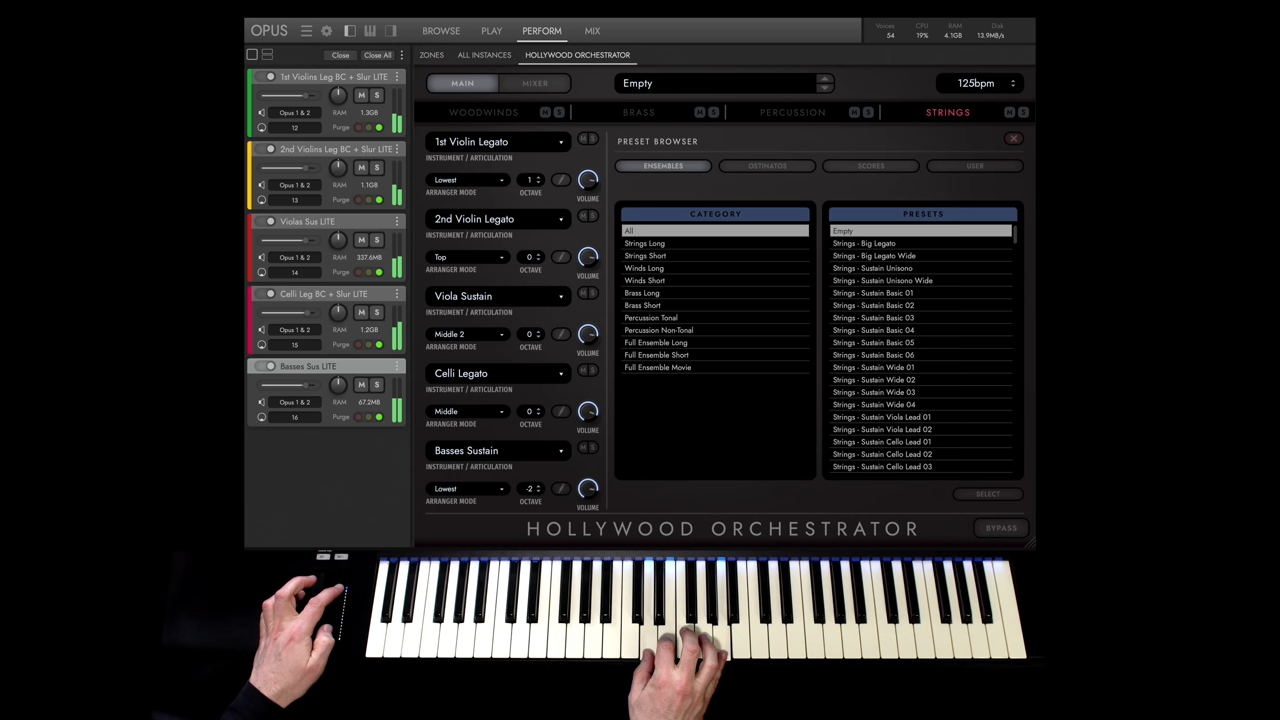 OPUS
BROWSE PLAY PERFORM MIX
Voices CPU RAM Disk
54 19% 4.1GB 13.9MB/s
Close Close All
ZONES ALL INSTANCES HOLLYWOOD ORCHESTRATOR
1st Violins Leg BC + Slur LITE
M S
Opus 1 & 2 RAM 1.3GB
12 Purge
2nd Violins Leg BC + Slur LITE
M S
Opus 1 & 2 RAM 1.1GB
13 Purge
Violas Sus LITE
M S
Opus 1 & 2 RAM 337.6MB
14 Purge
Celli Leg BC + Slur LITE
M S
Opus 1 & 2 RAM 1.2GB
15 Purge
Basses Sus LITE
M S
Opus 1 & 2 RAM 67.2MB
16 Purge
MAIN MIXER Empty 125bpm
WOODWINDS M S BRASS M S PERCUSSION M S STRINGS M S
1st Violin Legato M S
INSTRUMENT / ARTICULATION
Lowest 1
ARRANGER MODE OCTAVE VOLUME
2nd Violin Legato M S
INSTRUMENT / ARTICULATION
Top 0
ARRANGER MODE OCTAVE VOLUME
Viola Sustain M S
INSTRUMENT / ARTICULATION
Middle 2 0
ARRANGER MODE OCTAVE VOLUME
Celli Legato M S
INSTRUMENT / ARTICULATION
Middle 0
ARRANGER MODE OCTAVE VOLUME
Basses Sustain M S
INSTRUMENT / ARTICULATION
Lowest -2
ARRANGER MODE OCTAVE VOLUME
PRESET BROWSER X
ENSEMBLES OSTINATOS SCORES USER
CATEGORY
All
Strings Long
Strings Short
Winds Long
Winds Short
Brass Long
Brass Short
Percussion Tonal
Percussion Non-Tonal
Full Ensemble Long
Full Ensemble Short
Full Ensemble Movie
PRESETS
Empty
Strings - Big Legato
Strings - Big Legato Wide
Strings - Sustain Unisono
Strings - Sustain Unisono Wide
Strings - Sustain Basic 01
Strings - Sustain Basic 02
Strings - Sustain Basic 03
Strings - Sustain Basic 04
Strings - Sustain Basic 05
Strings - Sustain Basic 06
Strings - Sustain Wide 01
Strings - Sustain Wide 02
Strings - Sustain Wide 03
Strings - Sustain Wide 04
Strings - Sustain Viola Lead 01
Strings - Sustain Viola Lead 02
Strings - Sustain Cello Lead 01
Strings - Sustain Cello Lead 02
Strings - Sustain Cello Lead 03
SELECT
HOLLYWOOD ORCHESTRATOR
BYPASS